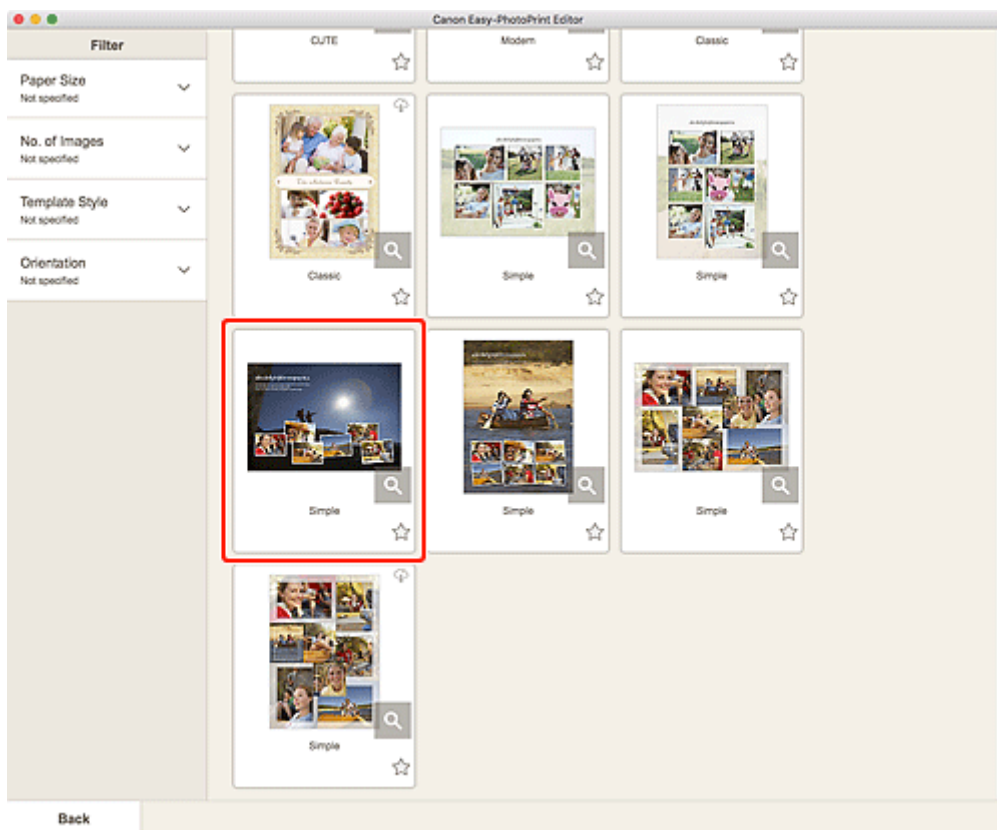 Canon Easy-PhotoPrint Editor
Filter
Paper Size
Not specified
No. of Images
Not specified
Template Style
Not specified
Orientation
Not specified
CUTE
Modern
Classic
Classic
Simple
Simple
Simple
Simple
Simple
Simple
Back